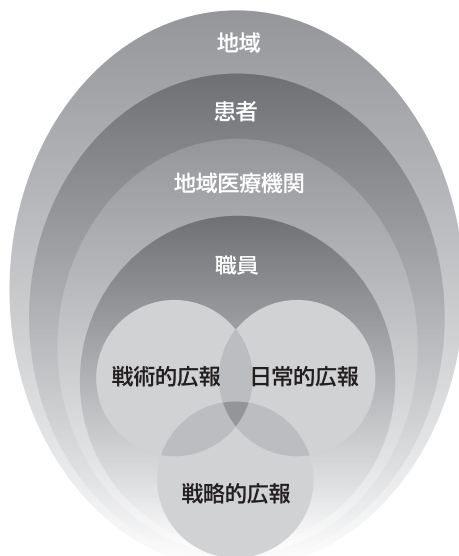 地域
患者
地域医療機関
職員
戦術的広報
日常的広報
戦略的広報